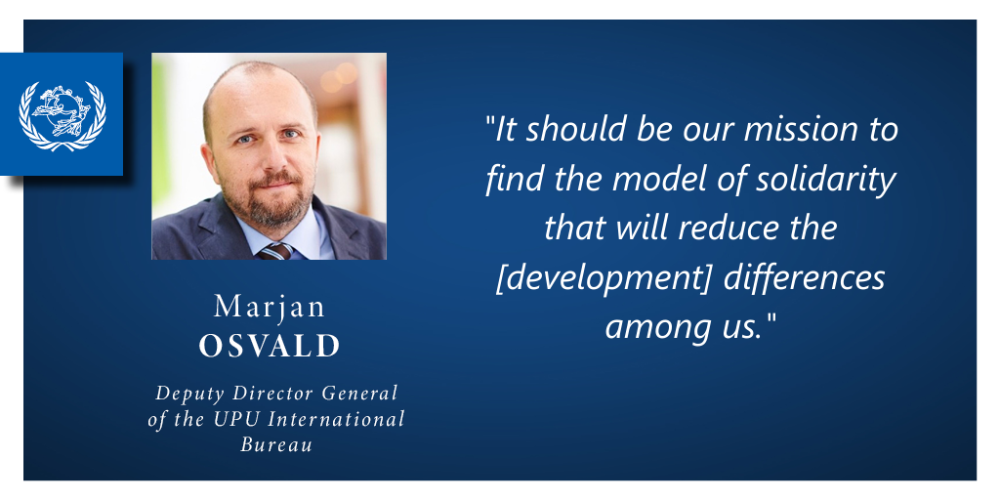 Marjan
OSVALD
Deputy Director General
of the UPU International
Bureau
"It should be our mission to
find the model of solidarity
that will reduce the
[development] differences
among us."